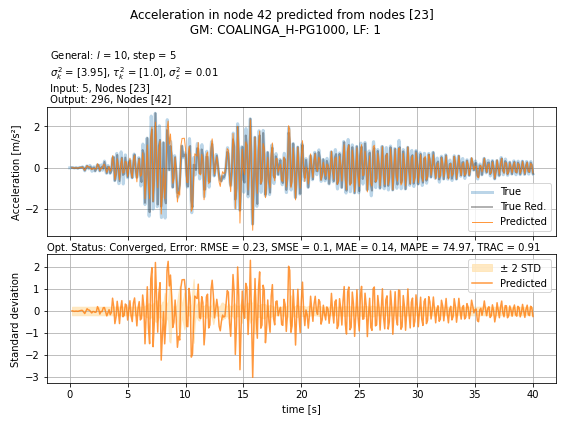 Acceleration in node 42 predicted from nodes [23]
GM: COALINGA_H-PG1000, LF: 1
General: l = 10, step = 5
σ²ₖ = [3.95], τ²ₖ = [1.0], σ²ε = 0.01
Input: 5, Nodes [23]
Output: 296, Nodes [42]
Acceleration [m/s²]
2
0
−2
True
True Red.
Predicted
Opt. Status: Converged, Error: RMSE = 0.23, SMSE = 0.1, MAE = 0.14, MAPE = 74.97, TRAC = 0.91
Standard deviation
2
1
0
−1
−2
−3
± 2 STD
Predicted
0 5 10 15 20 25 30 35 40
time [s]